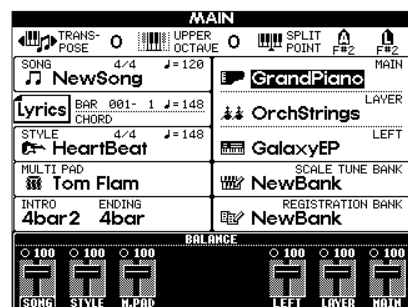 MAIN
TRANS-POSE 0 UPPER OCTAVE 0 SPLIT POINT A F#2 L F#2
SONG 4/4 ♩=120
NewSong
Lyrics BAR 001- 1 ♩=148
CHORD
STYLE 4/4 ♩=148
HeartBeat
MULTI PAD
Tom Flam
INTRO ENDING
4bar2 4bar
MAIN
GrandPiano
LAYER
OrchStrings
LEFT
GalaxyEP
SCALE TUNE BANK
NewBank
REGISTRATION BANK
NewBank
BALANCE
100 100 100 100 100 100
SONG STYLE M.PAD LEFT LAYER MAIN